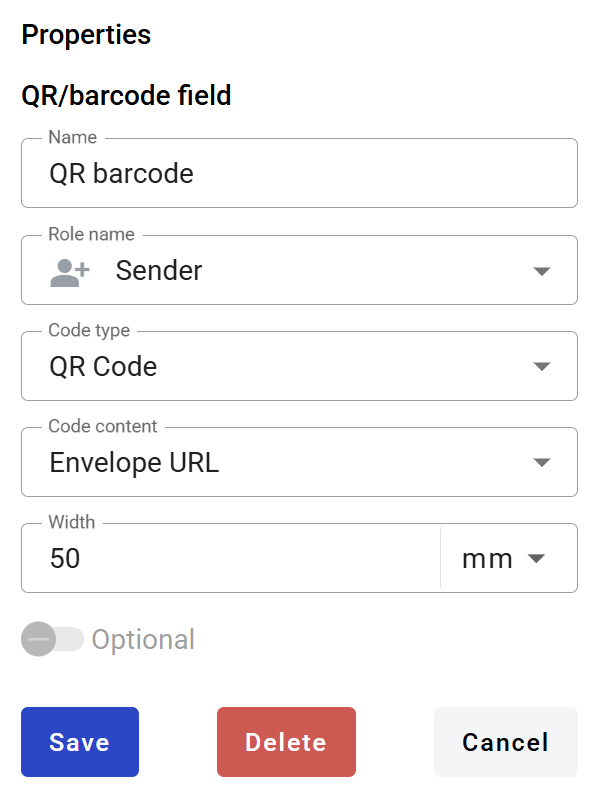 Properties
QR/barcode field
Name
QR barcode
Role name
Sender
Code type
QR Code
Code content
Envelope URL
Width
50 mm
Optional
Save Delete Cancel